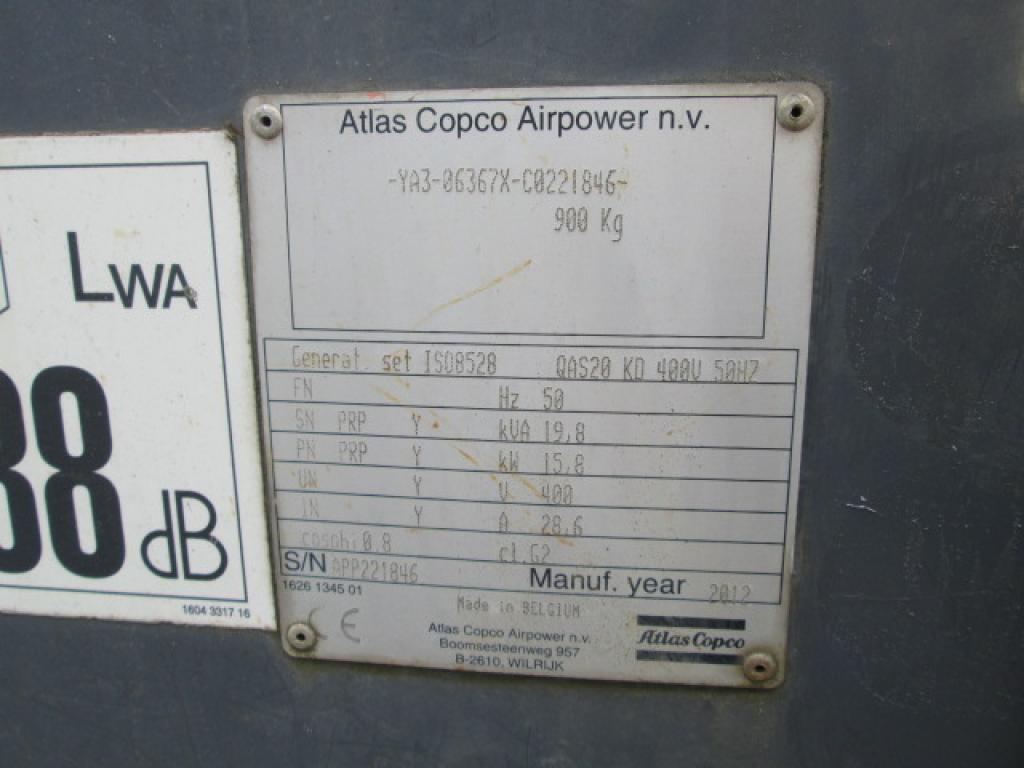 LWA
88
dB
1604 3317 16
Atlas Copco Airpower n.v.
-YA3-06367X-C0221846-
900 Kg
Generat. set ISO8528 QAS20 KD 400V 50HZ
FN Hz 50
SN PRP Y kVA 19,8
PN PRP Y kW 15,8
UN Y V 400
IN Y A 28,6
cosphi 0,8 cl.G2
S/N APP221846 Manuf. year 2012
1626 1345 01
Made in BELGIUM
CE
Atlas Copco Airpower n.v.
Boomsesteenweg 957
B-2610, WILRIJK
Atlas Copco